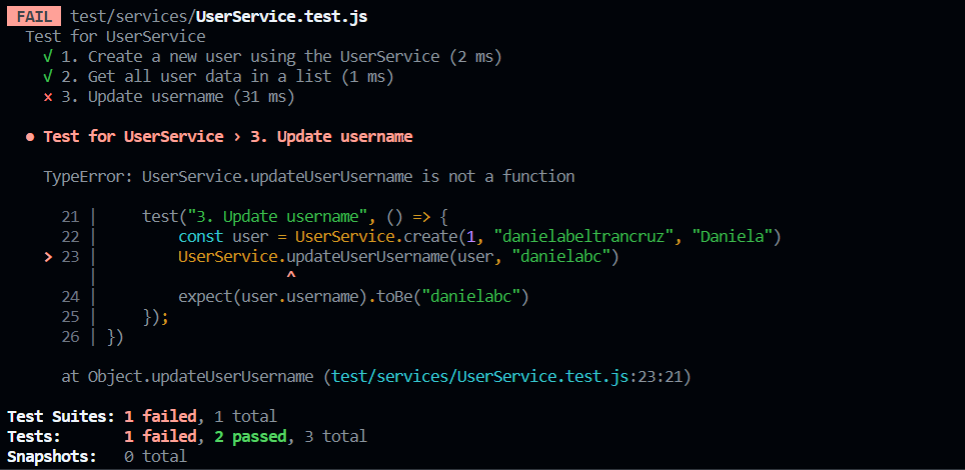 FAIL test/services/UserService.test.js
Test for UserService
√ 1. Create a new user using the UserService (2 ms)
√ 2. Get all user data in a list (1 ms)
× 3. Update username (31 ms)
● Test for UserService › 3. Update username
TypeError: UserService.updateUserUsername is not a function
21 |     test("3. Update username", () => {
22 |         const user = UserService.create(1, "danielabeltrancruz", "Daniela")
> 23 |         UserService.updateUserUsername(user, "danielabc")
|                     ^
24 |         expect(user.username).toBe("danielabc")
25 |     });
26 | })
at Object.updateUserUsername (test/services/UserService.test.js:23:21)
Test Suites: 1 failed, 1 total
Tests:       1 failed, 2 passed, 3 total
Snapshots:   0 total